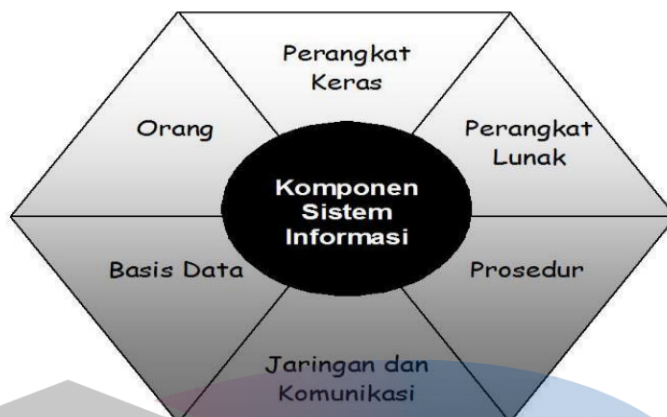 Perangkat
Keras
Orang
Perangkat
Lunak
Komponen
Sistem
Informasi
Basis Data
Prosedur
Jaringan dan
Komunikasi